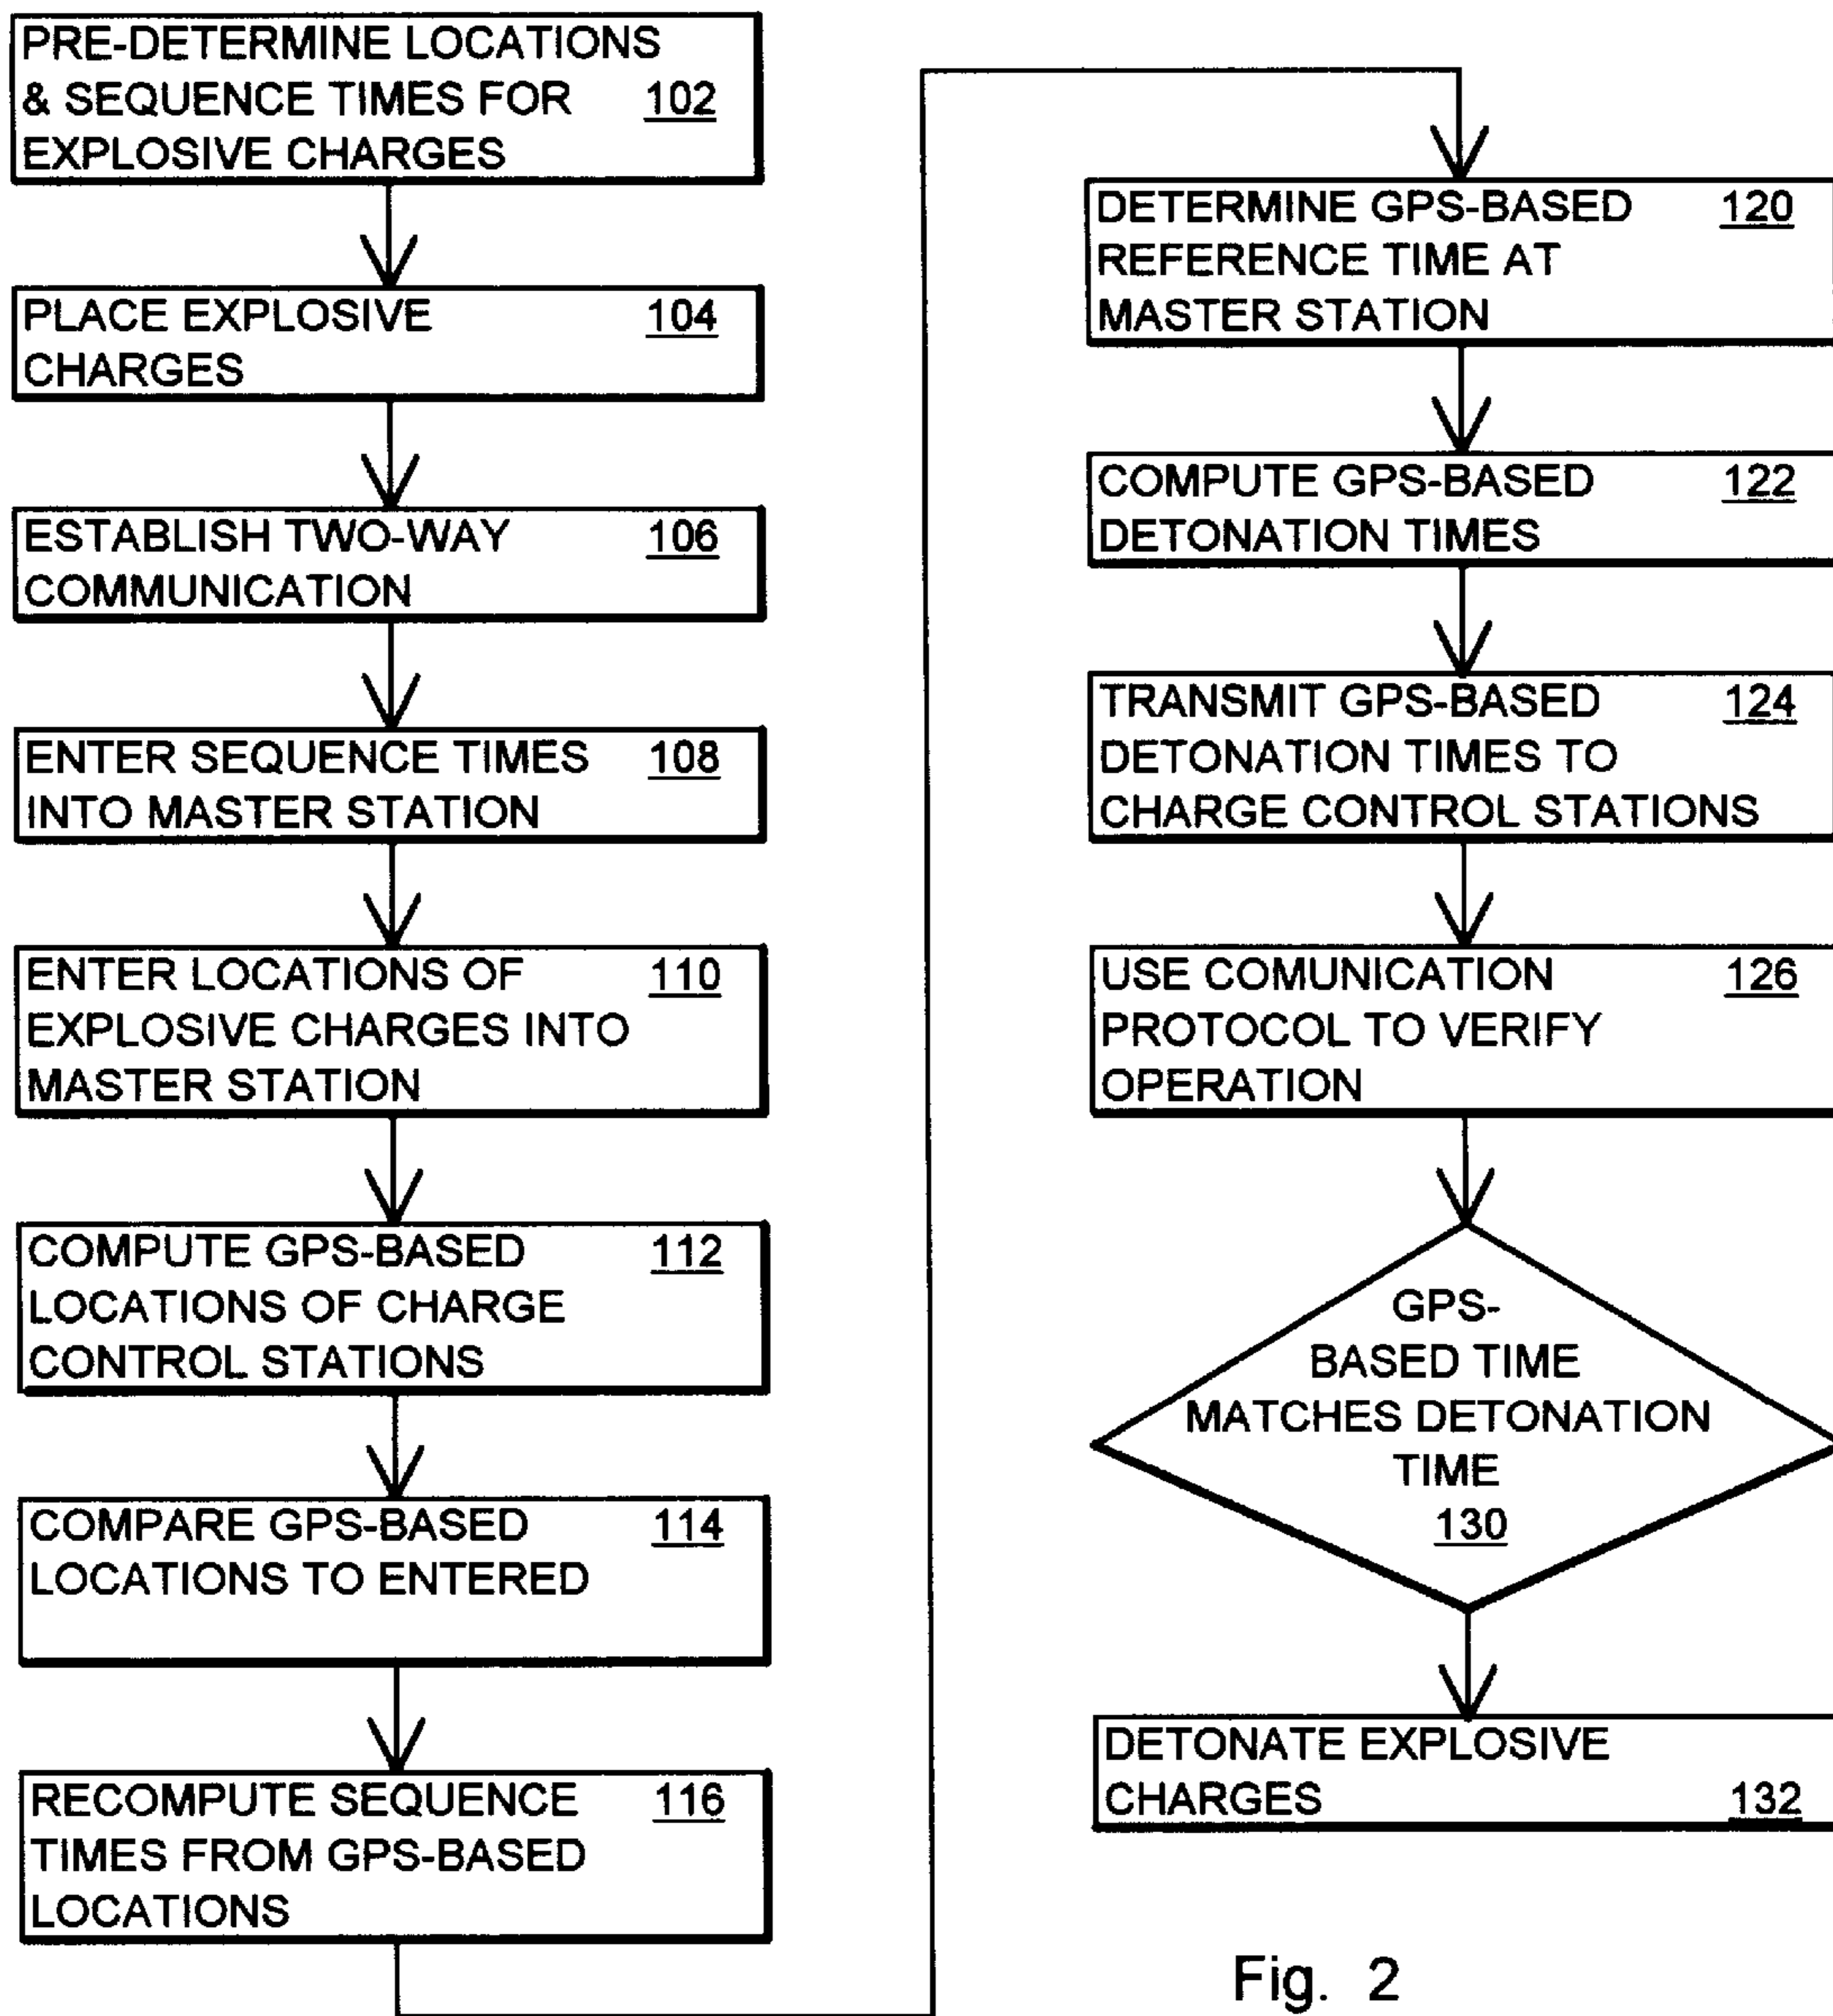 PRE-DETERMINE LOCATIONS
& SEQUENCE TIMES FOR 102
EXPLOSIVE CHARGES
PLACE EXPLOSIVE 104
CHARGES
ESTABLISH TWO-WAY 106
COMMUNICATION
ENTER SEQUENCE TIMES 108
INTO MASTER STATION
ENTER LOCATIONS OF 110
EXPLOSIVE CHARGES INTO
MASTER STATION
COMPUTE GPS-BASED 112
LOCATIONS OF CHARGE
CONTROL STATIONS
COMPARE GPS-BASED 114
LOCATIONS TO ENTERED
RECOMPUTE SEQUENCE 116
TIMES FROM GPS-BASED
LOCATIONS
DETERMINE GPS-BASED 120
REFERENCE TIME AT
MASTER STATION
COMPUTE GPS-BASED 122
DETONATION TIMES
TRANSMIT GPS-BASED 124
DETONATION TIMES TO
CHARGE CONTROL STATIONS
USE COMUNICATION 126
PROTOCOL TO VERIFY
OPERATION
GPS-
BASED TIME
MATCHES DETONATION
TIME
130
DETONATE EXPLOSIVE
CHARGES 132
Fig. 2